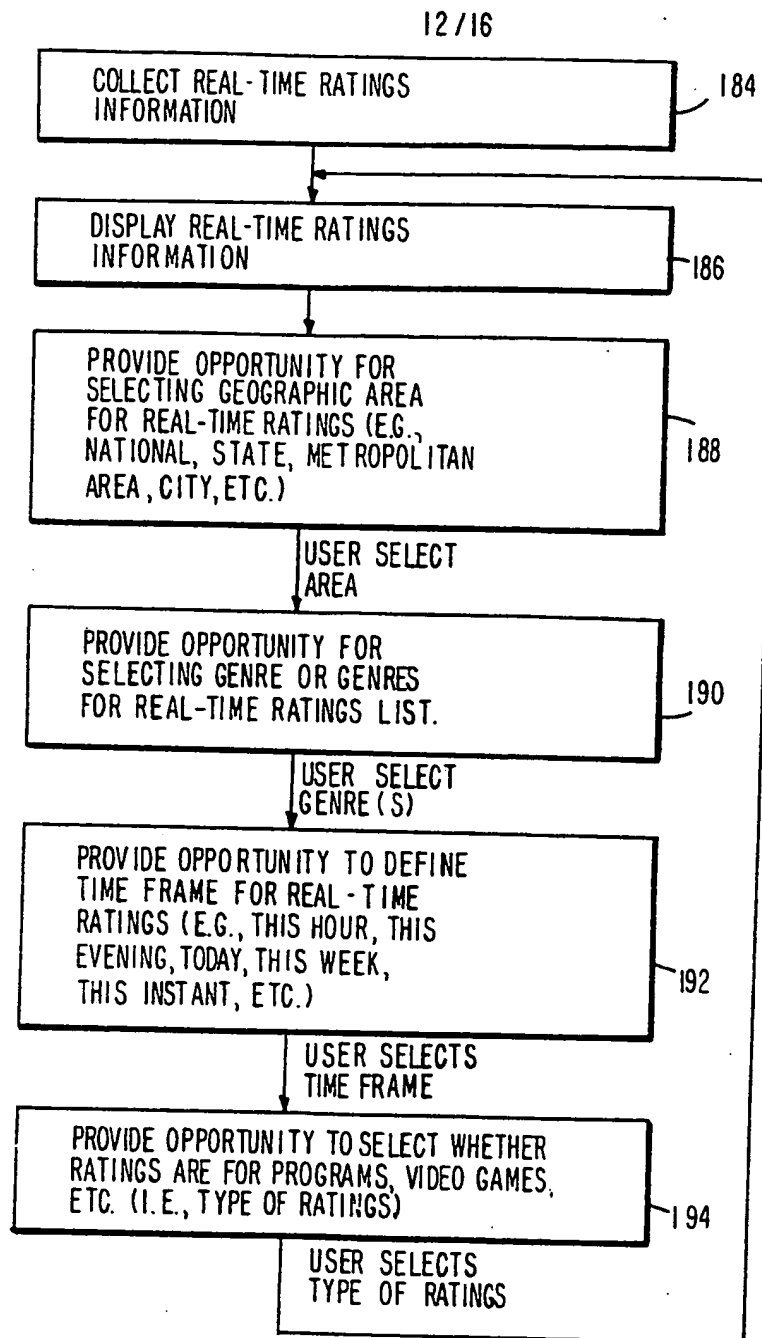 12/16
COLLECT REAL-TIME RATINGS
INFORMATION
184
DISPLAY REAL-TIME RATINGS
INFORMATION
186
PROVIDE OPPORTUNITY FOR
SELECTING GEOGRAPHIC AREA
FOR REAL-TIME RATINGS (E.G.,
NATIONAL, STATE, METROPOLITAN
AREA, CITY, ETC.)
188
USER SELECT
AREA
PROVIDE OPPORTUNITY FOR
SELECTING GENRE OR GENRES
FOR REAL-TIME RATINGS LIST.
190
USER SELECT
GENRE(S)
PROVIDE OPPORTUNITY TO DEFINE
TIME FRAME FOR REAL-TIME
RATINGS (E.G., THIS HOUR, THIS
EVENING, TODAY, THIS WEEK,
THIS INSTANT, ETC.)
192
USER SELECTS
TIME FRAME
PROVIDE OPPORTUNITY TO SELECT WHETHER
RATINGS ARE FOR PROGRAMS, VIDEO GAMES,
ETC. (I.E., TYPE OF RATINGS)
194
USER SELECTS
TYPE OF RATINGS